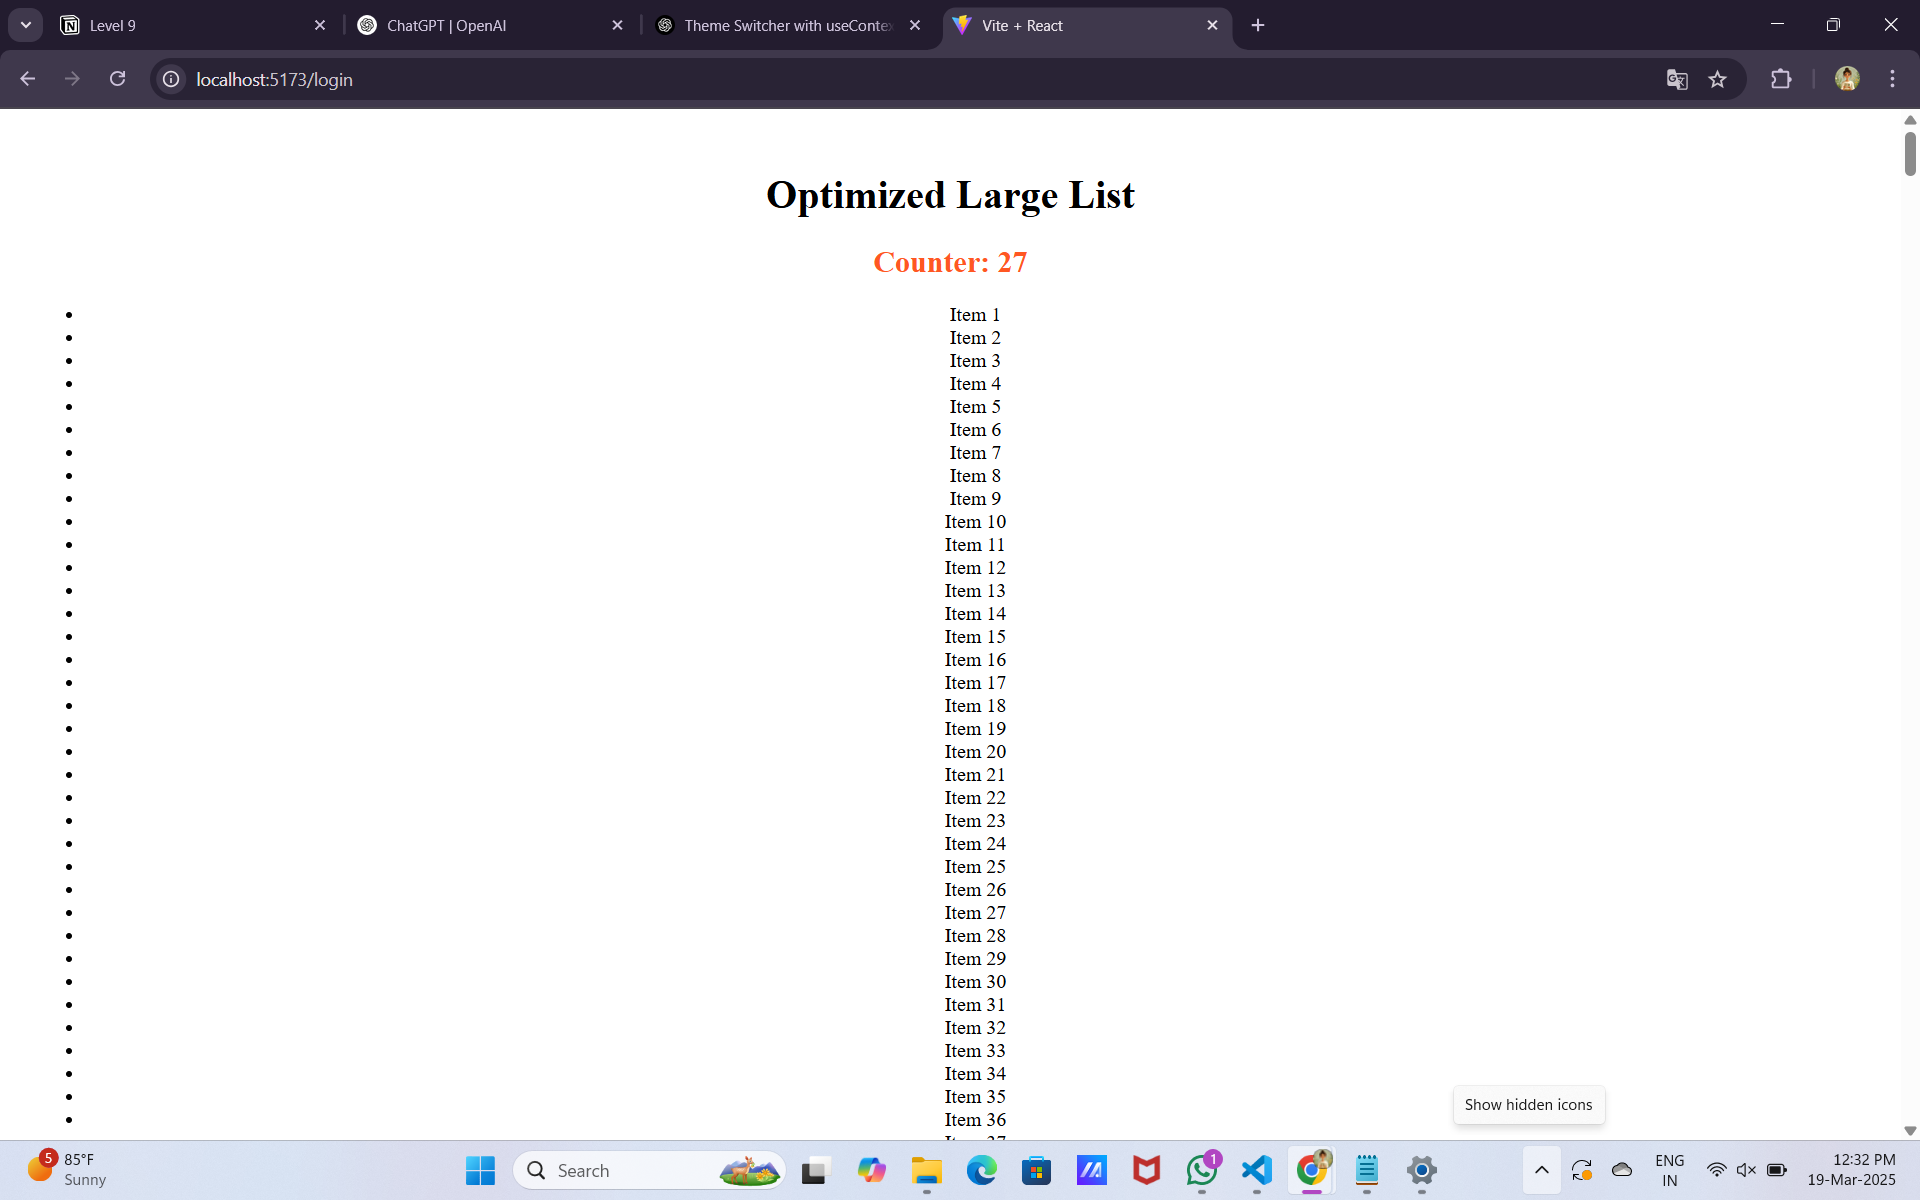 Level 9
ChatGPT | OpenAI
Theme Switcher with useContex
Vite + React
localhost:5173/login
Optimized Large List
Counter: 27
Item 1
Item 2
Item 3
Item 4
Item 5
Item 6
Item 7
Item 8
Item 9
Item 10
Item 11
Item 12
Item 13
Item 14
Item 15
Item 16
Item 17
Item 18
Item 19
Item 20
Item 21
Item 22
Item 23
Item 24
Item 25
Item 26
Item 27
Item 28
Item 29
Item 30
Item 31
Item 32
Item 33
Item 34
Item 35
Item 36
Item 37
Show hidden icons
5
85°F
Sunny
Search
1
ENG
IN
12:32 PM
19-Mar-2025